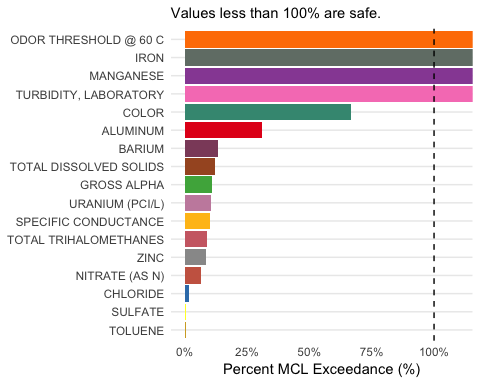 Values less than 100% are safe.
ODOR THRESHOLD @ 60 C
IRON
MANGANESE
TURBIDITY, LABORATORY
COLOR
ALUMINUM
BARIUM
TOTAL DISSOLVED SOLIDS
GROSS ALPHA
URANIUM (PCI/L)
SPECIFIC CONDUCTANCE
TOTAL TRIHALOMETHANES
ZINC
NITRATE (AS N)
CHLORIDE
SULFATE
TOLUENE
0% 25% 50% 75% 100%
Percent MCL Exceedance (%)